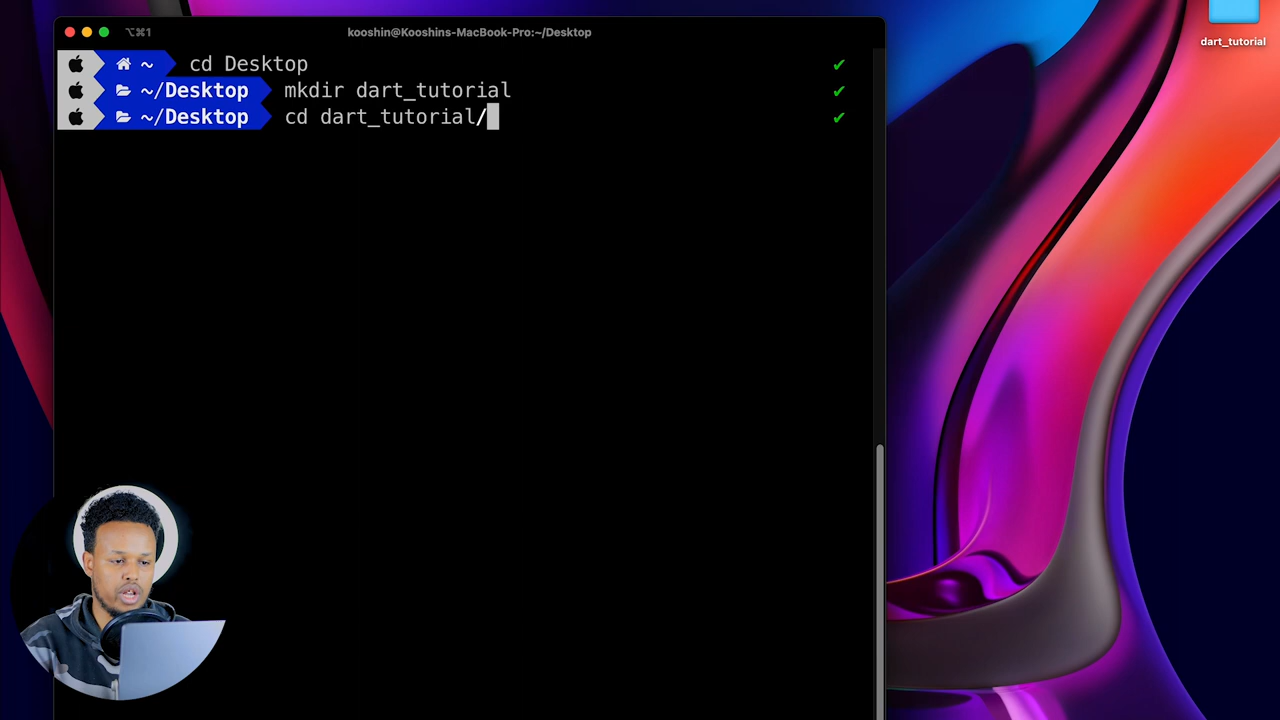 ⌥⌘1
kooshin@Kooshins-MacBook-Pro:~/Desktop
dart_tutorial
~ cd Desktop ✔
~/Desktop mkdir dart_tutorial ✔
~/Desktop cd dart_tutorial/ ✔